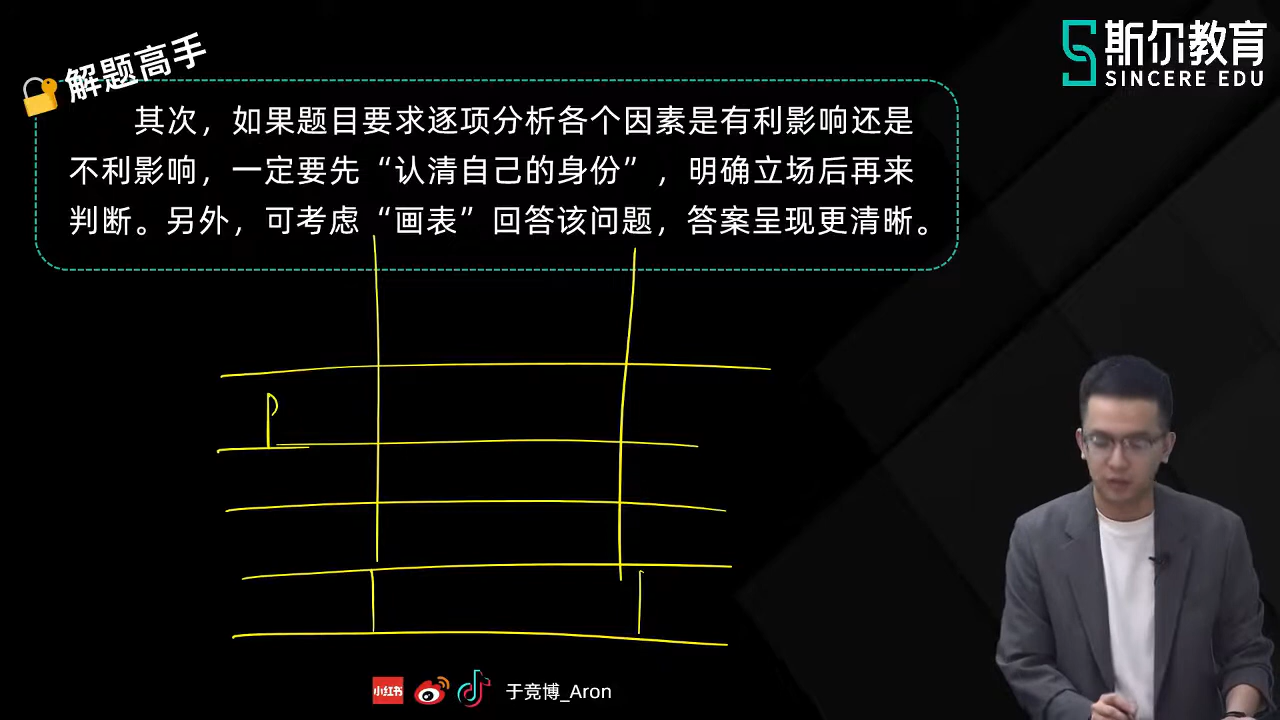 斯尔教育
SINCERE EDU
解题高手
其次，如果题目要求逐项分析各个因素是有利影响还是
不利影响，一定要先“认清自己的身份”，明确立场后再来
判断。另外，可考虑“画表”回答该问题，答案呈现更清晰。
P
小红书
于竞博_Aron